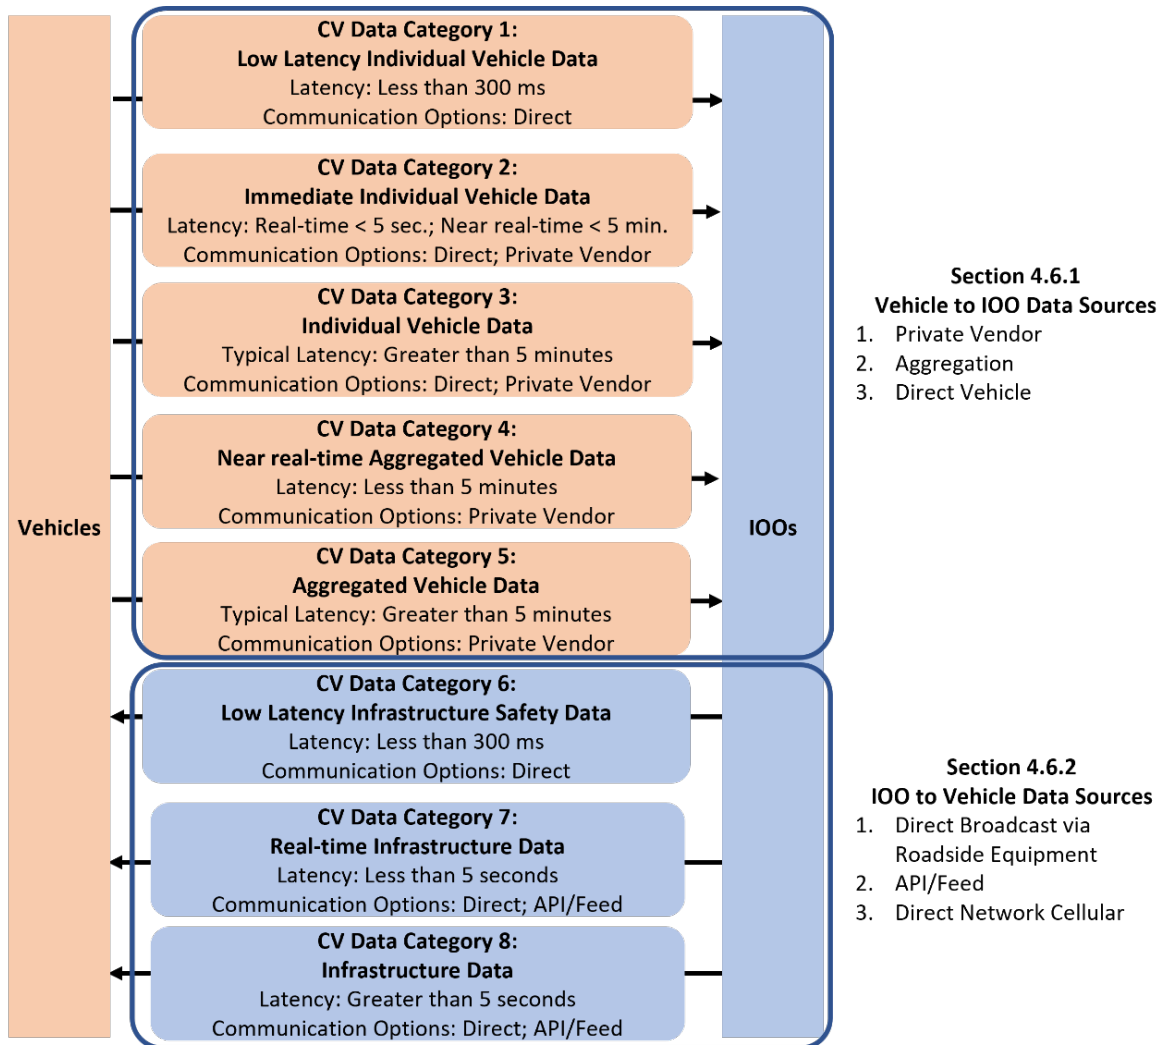 CV Data Category 1:
Low Latency Individual Vehicle Data
Latency: Less than 300 ms
Communication Options: Direct
CV Data Category 2:
Immediate Individual Vehicle Data
Latency: Real-time < 5 sec.; Near real-time < 5 min.
Communication Options: Direct; Private Vendor
CV Data Category 3:
Individual Vehicle Data
Typical Latency: Greater than 5 minutes
Communication Options: Direct; Private Vendor
CV Data Category 4:
Near real-time Aggregated Vehicle Data
Latency: Less than 5 minutes
Communication Options: Private Vendor
CV Data Category 5:
Aggregated Vehicle Data
Typical Latency: Greater than 5 minutes
Communication Options: Private Vendor
CV Data Category 6:
Low Latency Infrastructure Safety Data
Latency: Less than 300 ms
Communication Options: Direct
CV Data Category 7:
Real-time Infrastructure Data
Latency: Less than 5 seconds
Communication Options: Direct; API/Feed
CV Data Category 8:
Infrastructure Data
Latency: Greater than 5 seconds
Communication Options: Direct; API/Feed
Vehicles
IOOs
Section 4.6.1
Vehicle to IOO Data Sources
1. Private Vendor
2. Aggregation
3. Direct Vehicle
Section 4.6.2
IOO to Vehicle Data Sources
1. Direct Broadcast via
Roadside Equipment
2. API/Feed
3. Direct Network Cellular